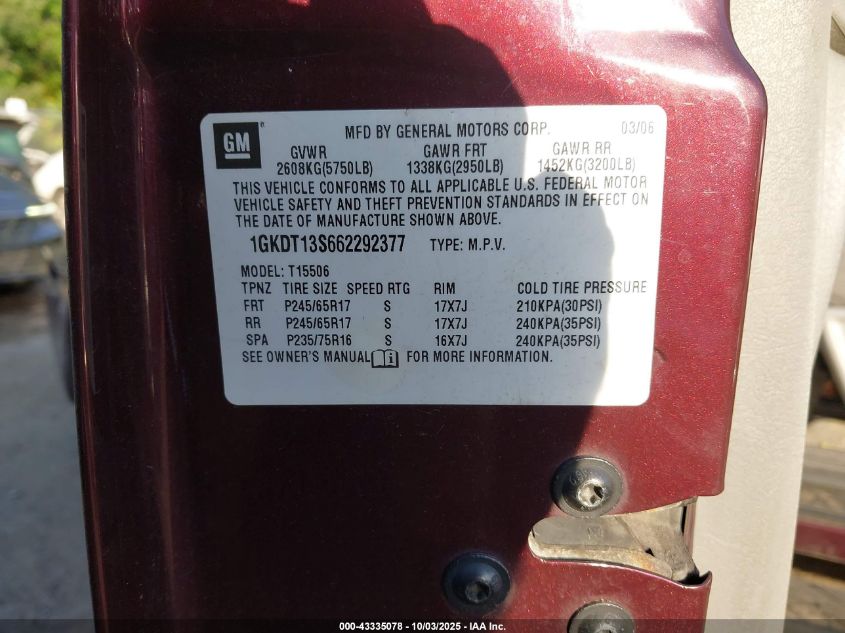 GM
MFD BY GENERAL MOTORS CORP. 03/06
GVWR GAWR FRT GAWR RR
2608KG(5750LB) 1338KG(2950LB) 1452KG(3200LB)
THIS VEHICLE CONFORMS TO ALL APPLICABLE U.S. FEDERAL MOTOR
VEHICLE SAFETY AND THEFT PREVENTION STANDARDS IN EFFECT ON
THE DATE OF MANUFACTURE SHOWN ABOVE.
1GKDT13S662292377 TYPE: M.P.V.
MODEL: T15506
TPNZ TIRE SIZE SPEED RTG RIM COLD TIRE PRESSURE
FRT P245/65R17 S 17X7J 210KPA(30PSI)
RR P245/65R17 S 17X7J 240KPA(35PSI)
SPA P235/75R16 S 16X7J 240KPA(35PSI)
SEE OWNER'S MANUAL FOR MORE INFORMATION.
000-43335078 - 10/03/2025 - IAA Inc.